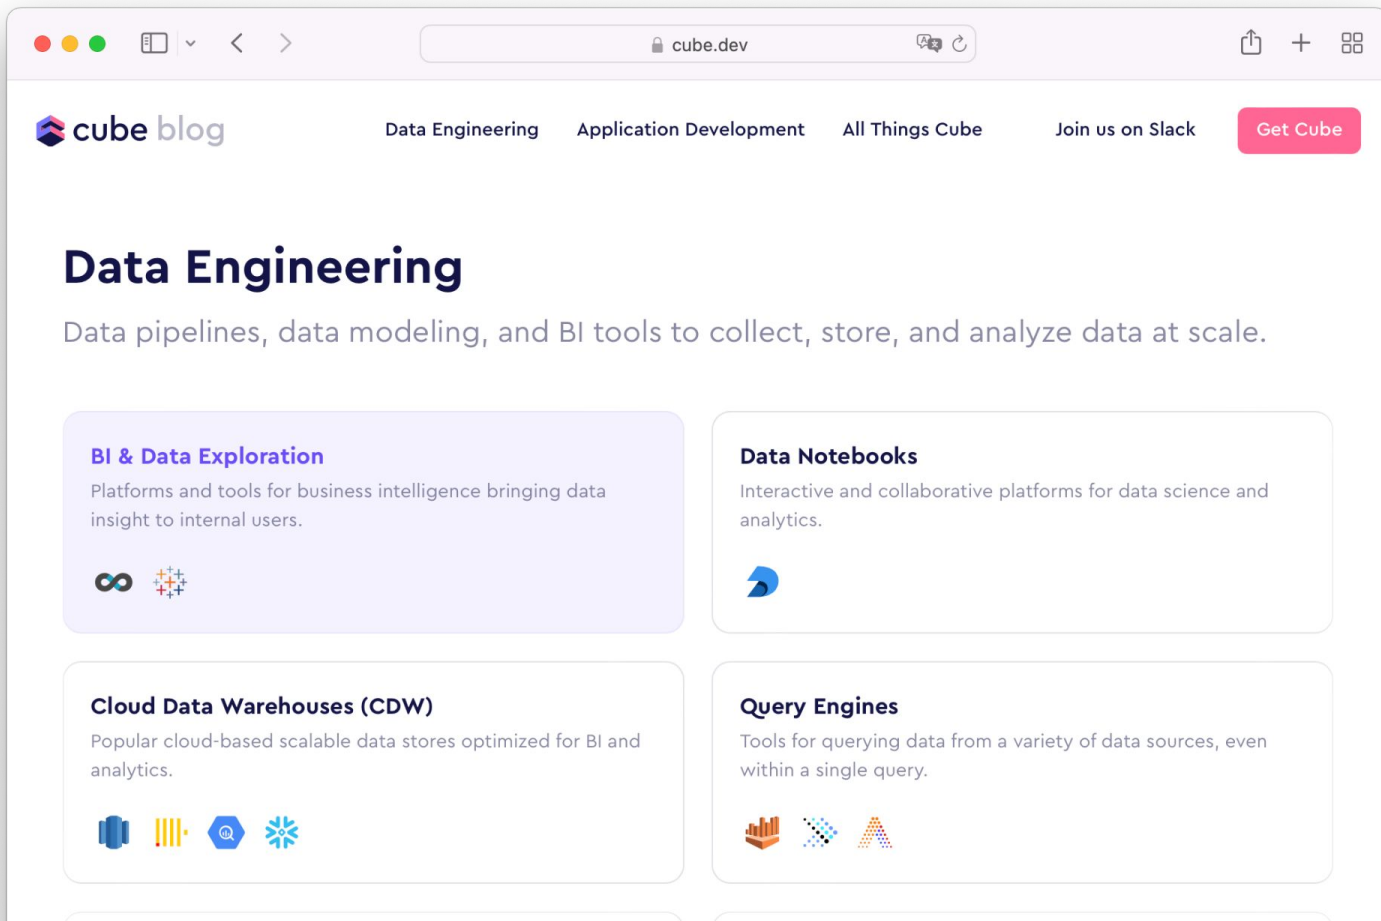 cube.dev
cube blog
Data Engineering
Application Development
All Things Cube
Join us on Slack
Get Cube
Data Engineering
Data pipelines, data modeling, and BI tools to collect, store, and analyze data at scale.
BI & Data Exploration
Platforms and tools for business intelligence bringing data
insight to internal users.
Data Notebooks
Interactive and collaborative platforms for data science and
analytics.
Cloud Data Warehouses (CDW)
Popular cloud-based scalable data stores optimized for BI and
analytics.
Query Engines
Tools for querying data from a variety of data sources, even
within a single query.